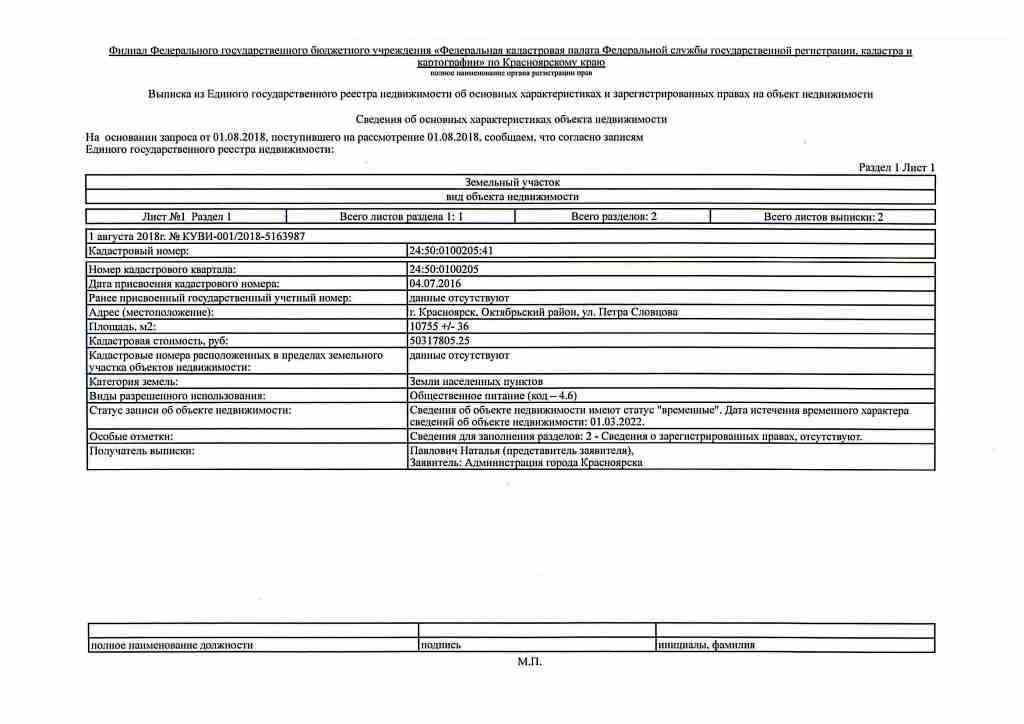 Филиал Федерального государственного бюджетного учреждения «Федеральная кадастровая палата Федеральной службы государственной регистрации, кадастра и
картографии» по Красноярскому краю
полное наименование органа регистрации прав
Выписка из Единого государственного реестра недвижимости об основных характеристиках и зарегистрированных правах на объект недвижимости
Сведения об основных характеристиках объекта недвижимости
На основании запроса от 01.08.2018, поступившего на рассмотрение 01.08.2018, сообщаем, что согласно записям
Единого государственного реестра недвижимости:
Раздел 1 Лист 1
Земельный участок
вид объекта недвижимости
Лист №1 Раздел 1 Всего листов раздела 1: 1 Всего разделов: 2 Всего листов выписки: 2
1 августа 2018г. № КУВИ-001/2018-5163987
Кадастровый номер: 24:50:0100205:41
Номер кадастрового квартала: 24:50:0100205
Дата присвоения кадастрового номера: 04.07.2016
Ранее присвоенный государственный учетный номер: данные отсутствуют
Адрес (местоположение): г. Красноярск, Октябрьский район, ул. Петра Словцова
Площадь, м2: 10755 +/- 36
Кадастровая стоимость, руб: 50317805.25
Кадастровые номера расположенных в пределах земельного данные отсутствуют
участка объектов недвижимости:
Категория земель: Земли населенных пунктов
Виды разрешенного использования: Общественное питание (код – 4.6)
Статус записи об объекте недвижимости: Сведения об объекте недвижимости имеют статус "временные". Дата истечения временного характера
сведений об объекте недвижимости: 01.03.2022.
Особые отметки: Сведения для заполнения разделов: 2 - Сведения о зарегистрированных правах, отсутствуют.
Получатель выписки: Павлович Наталья (представитель заявителя),
Заявитель: Администрация города Красноярска
полное наименование должности подпись инициалы, фамилия
М.П.